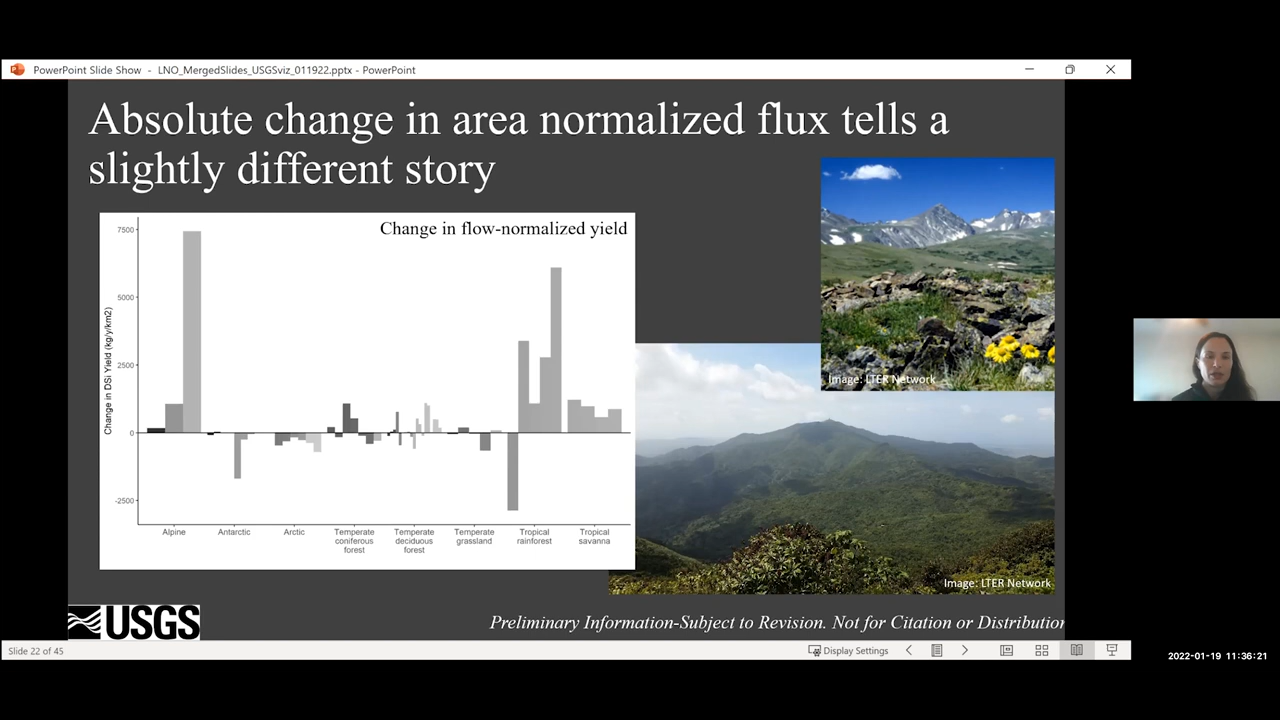 PowerPoint Slide Show - LNO_MergedSlides_USGSviz_011922.pptx - PowerPoint
Absolute change in area normalized flux tells a
slightly different story
Change in flow-normalized yield
Change in DSi Yield (kg/y/km2)
7500
5000
2500
0
-2500
Alpine
Antarctic
Arctic
Temperate
coniferous
forest
Temperate
deciduous
forest
Temperate
grassland
Tropical
rainforest
Tropical
savanna
Image: LTER Network
Image: LTER Network
USGS
Preliminary Information-Subject to Revision. Not for Citation or Distribution
Slide 22 of 45
Display Settings
2022-01-19 11:36:21